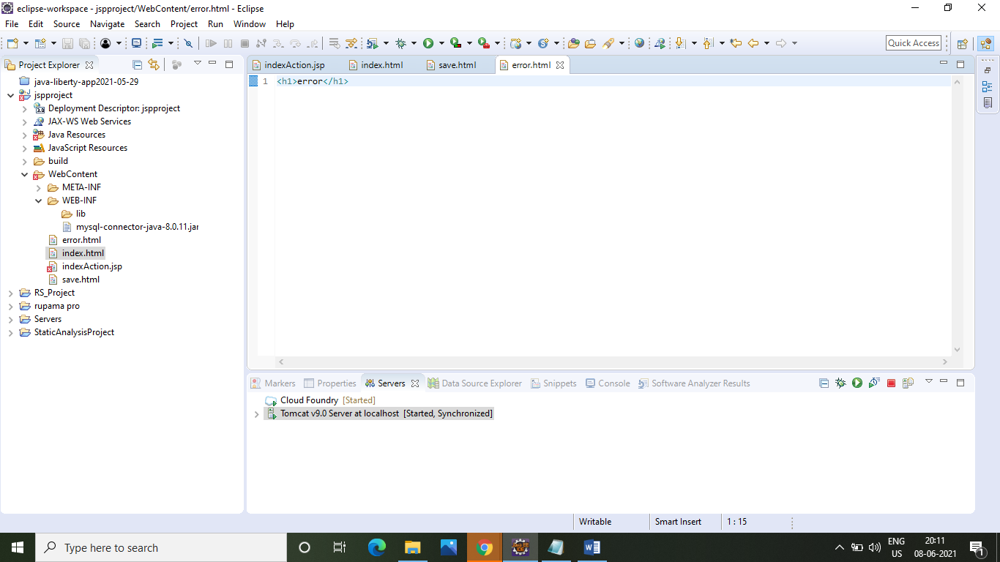 eclipse-workspace - jspproject/WebContent/error.html - Eclipse
File Edit Source Navigate Search Project Run Window Help
Quick Access
Project Explorer
java-liberty-app2021-05-29
jspproject
3.0 Deployment Descriptor: jspproject
JAX-WS Web Services
Java Resources
JavaScript Resources
build
WebContent
META-INF
WEB-INF
lib
mysql-connector-java-8.0.11.jar
error.html
index.html
indexAction.jsp
save.html
RS_Project
rupama pro
Servers
StaticAnalysisProject
indexAction.jsp index.html save.html error.html
1 <h1>error</h1>
Markers Properties Servers Data Source Explorer Snippets Console Software Analyzer Results
Cloud Foundry [Started]
Tomcat v9.0 Server at localhost [Started, Synchronized]
Writable Smart Insert 1 : 15
Type here to search
JAVA EE
IDE
ENG
US
20:11
08-06-2021
1